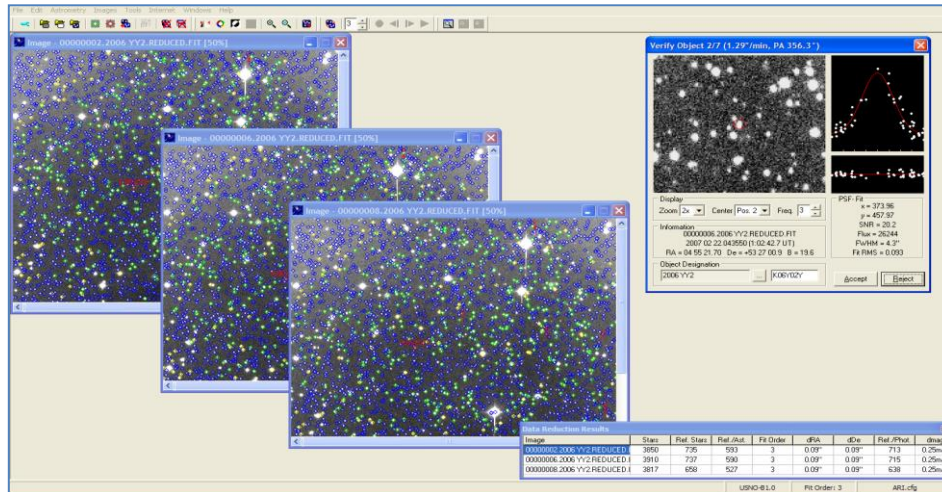 File Edit Astrometry Images Tools Internet Windows Help
3
Image - 00000002.2006 YY2.REDUCED.FIT [50%]
Image - 00000006.2006 YY2.REDUCED.FIT [50%]
Image - 00000008.2006 YY2.REDUCED.FIT [50%]
Verify Object 2/7 (1.29"/min, PA 356.3°)
Display
Zoom 2x Center Pos. 2 Freq. 3
Information
00000006.2006 YY2.REDUCED.FIT
2007 02 22.043550 (1:02:42.7 UT)
RA = 04 55 21.70 De = +53 27 00.9 B = 19.6
Object Designation
2006 YY2 ... K06Y02Y
PSF- Fit
x = 373.96
y = 457.97
SNR = 20.2
Flux = 26244
FWHM = 4.3"
Fit RMS = 0.093
Accept Reject
Data Reduction Results
Image Stars Ref. Stars Ref./Ast. Fit Order dRA dDe Ref./Phot. dmag
00000002.2006 YY2.REDUCED.F 3850 735 593 3 0.09" 0.09" 713 0.25m
00000006.2006 YY2.REDUCED.F 3910 737 590 3 0.09" 0.09" 715 0.25m
00000008.2006 YY2.REDUCED.F 3817 658 527 3 0.09" 0.09" 638 0.25m
USNO-B1.0 Fit Order: 3 ARI.cfg